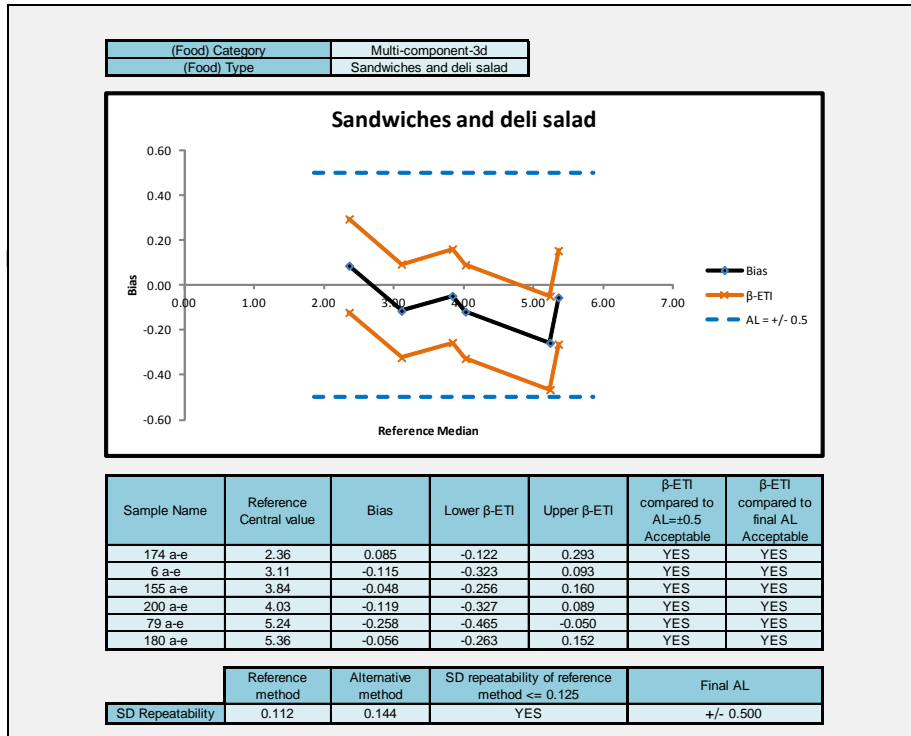 (Food) Category Multi-component-3d
(Food) Type Sandwiches and deli salad
Sandwiches and deli salad
0.60
0.40
0.20
0.00
-0.20
-0.40
-0.60
Bias
0.00 1.00 2.00 3.00 4.00 5.00 6.00 7.00
Reference Median
Bias
β-ETI
AL = +/- 0.5
Sample Name Reference Central value Bias Lower β-ETI Upper β-ETI β-ETI compared to AL=±0.5 Acceptable β-ETI compared to final AL Acceptable
174 a-e 2.36 0.085 -0.122 0.293 YES YES
6 a-e 3.11 -0.115 -0.323 0.093 YES YES
155 a-e 3.84 -0.048 -0.256 0.160 YES YES
200 a-e 4.03 -0.119 -0.327 0.089 YES YES
79 a-e 5.24 -0.258 -0.465 -0.050 YES YES
180 a-e 5.36 -0.056 -0.263 0.152 YES YES
Reference method Alternative method SD repeatability of reference method <= 0.125 Final AL
SD Repeatability 0.112 0.144 YES +/- 0.500